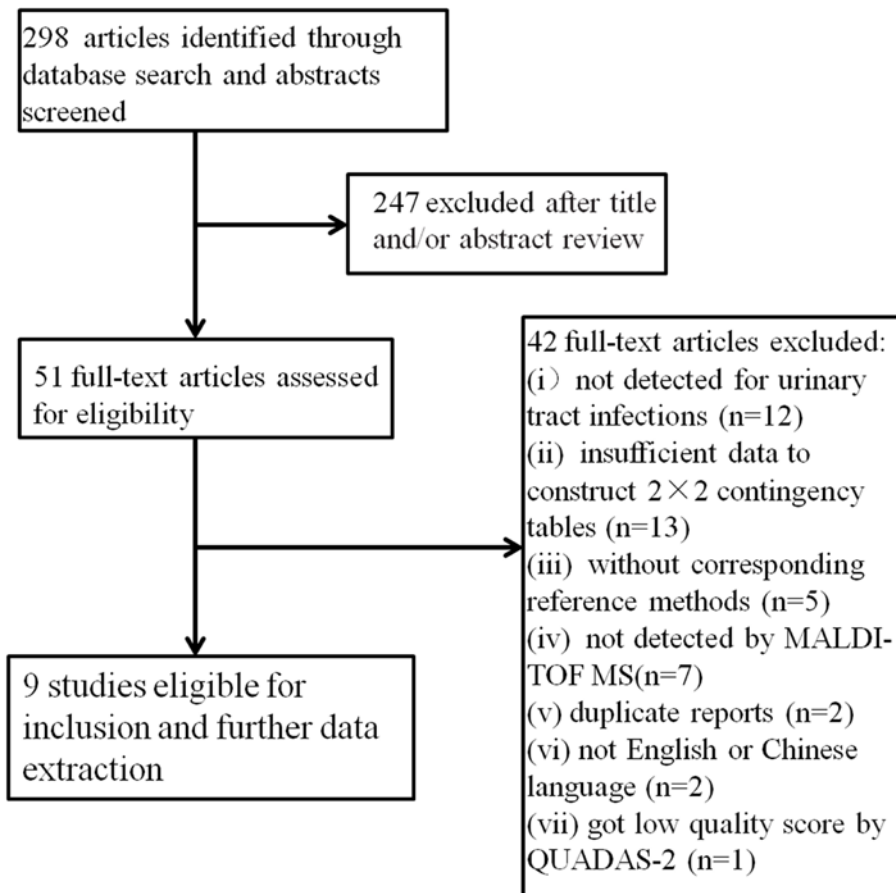 298 articles identified through
database search and abstracts
screened
247 excluded after title
and/or abstract review
51 full-text articles assessed
for eligibility
42 full-text articles excluded:
(i）not detected for urinary
tract infections (n=12)
(ii) insufficient data to
construct 2×2 contingency
tables (n=13)
(iii) without corresponding
reference methods (n=5)
(iv) not detected by MALDI-
TOF MS(n=7)
(v) duplicate reports (n=2)
(vi) not English or Chinese
language (n=2)
(vii) got low quality score by
QUADAS-2 (n=1)
9 studies eligible for
inclusion and further data
extraction